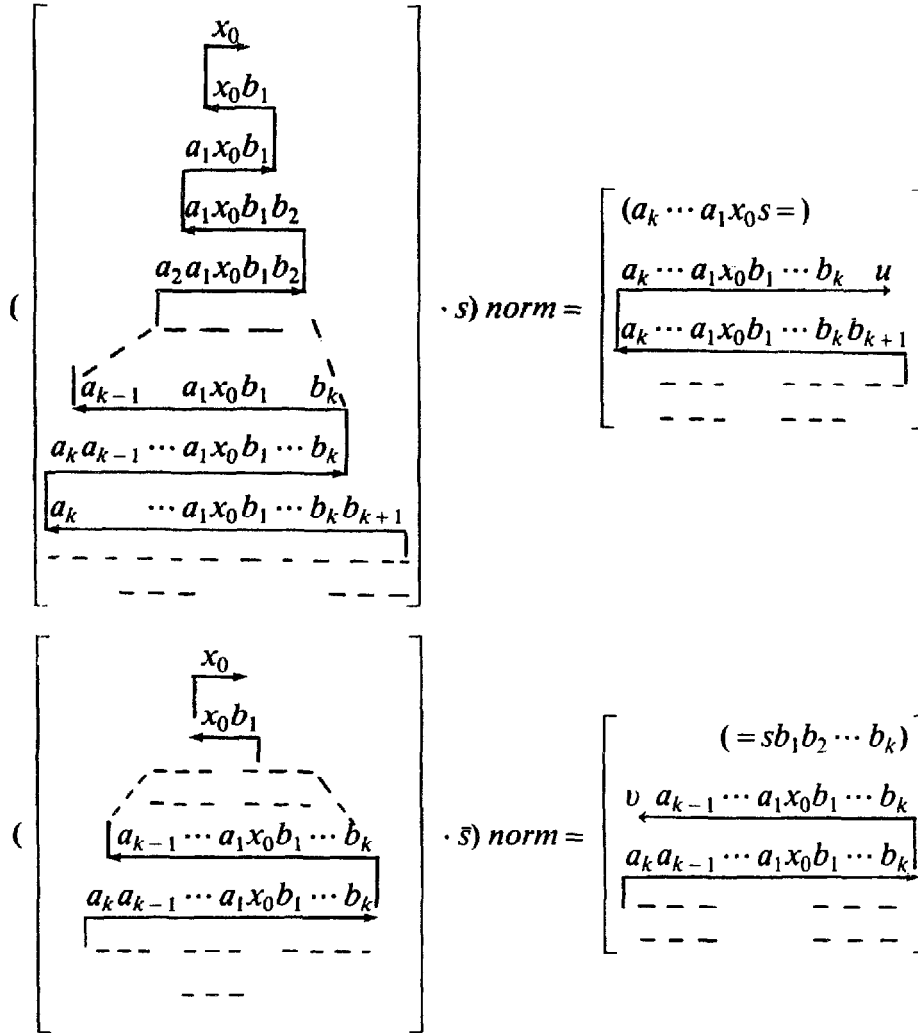 x₀
x₀b₁
a₁x₀b₁
a₁x₀b₁b₂
a₂a₁x₀b₁b₂
a_{k-1} a₁x₀b₁ b_k
a_k a_{k-1} ⋯ a₁x₀b₁ ⋯ b_k
a_k ⋯ a₁x₀b₁ ⋯ b_k b_{k+1}
( · s) norm =
(a_k ⋯ a₁x₀s =)
a_k ⋯ a₁x₀b₁ ⋯ b_k u
a_k ⋯ a₁x₀b₁ ⋯ b_k b_{k+1}
x₀
x₀b₁
a_{k-1} ⋯ a₁x₀b₁ ⋯ b_k
a_k a_{k-1} ⋯ a₁x₀b₁ ⋯ b_k
( · s̄) norm =
( = sb₁b₂ ⋯ b_k)
υ a_{k-1} ⋯ a₁x₀b₁ ⋯ b_k
a_k a_{k-1} ⋯ a₁x₀b₁ ⋯ b_k